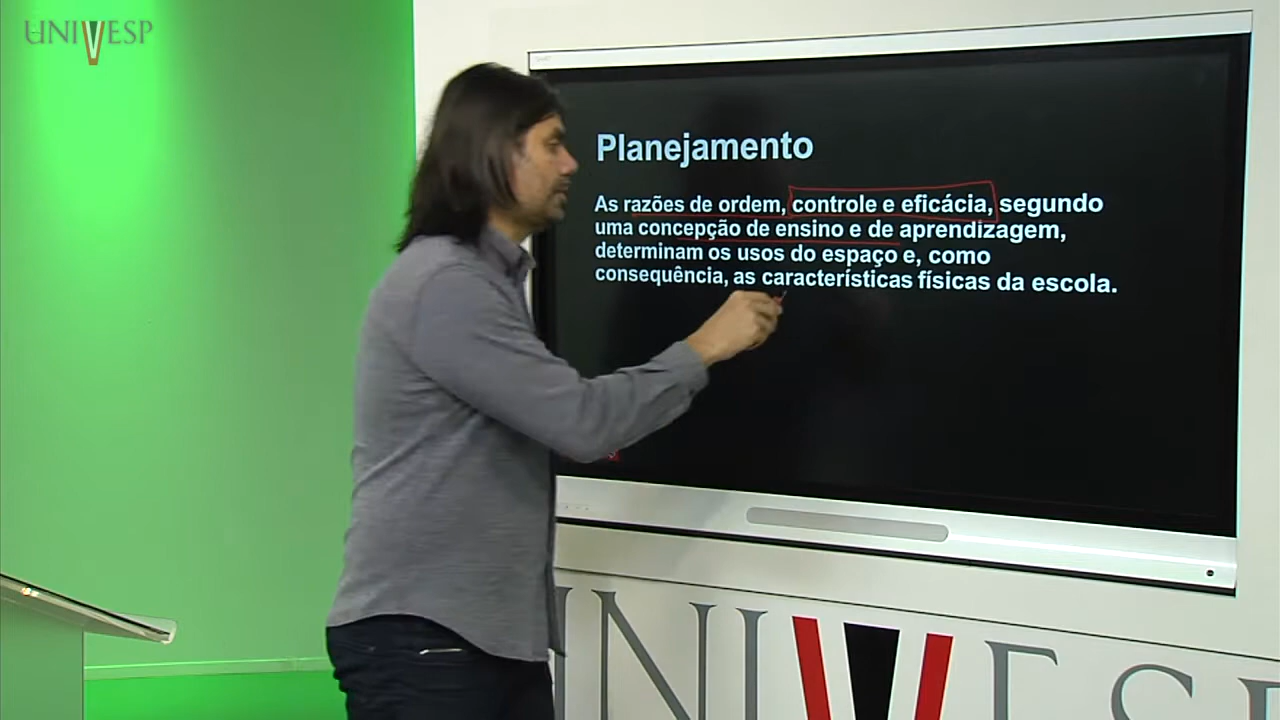 UNIVESP
Planejamento
As razões de ordem, controle e eficácia, segundo
uma concepção de ensino e de aprendizagem,
determinam os usos do espaço e, como
consequência, as características físicas da escola.
UNIVESP